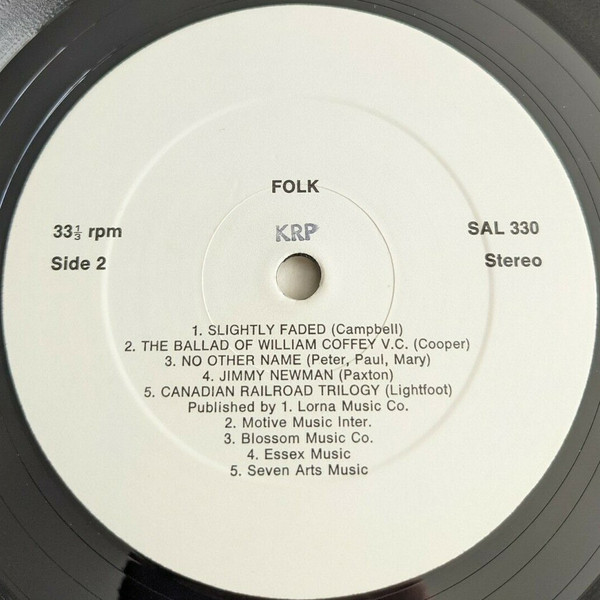 FOLK
33⅓ rpm
KRP
SAL 330
Side 2
Stereo
1. SLIGHTLY FADED (Campbell)
2. THE BALLAD OF WILLIAM COFFEY V.C. (Cooper)
3. NO OTHER NAME (Peter, Paul, Mary)
4. JIMMY NEWMAN (Paxton)
5. CANADIAN RAILROAD TRILOGY (Lightfoot)
Published by 1. Lorna Music Co.
2. Motive Music Inter.
3. Blossom Music Co.
4. Essex Music
5. Seven Arts Music